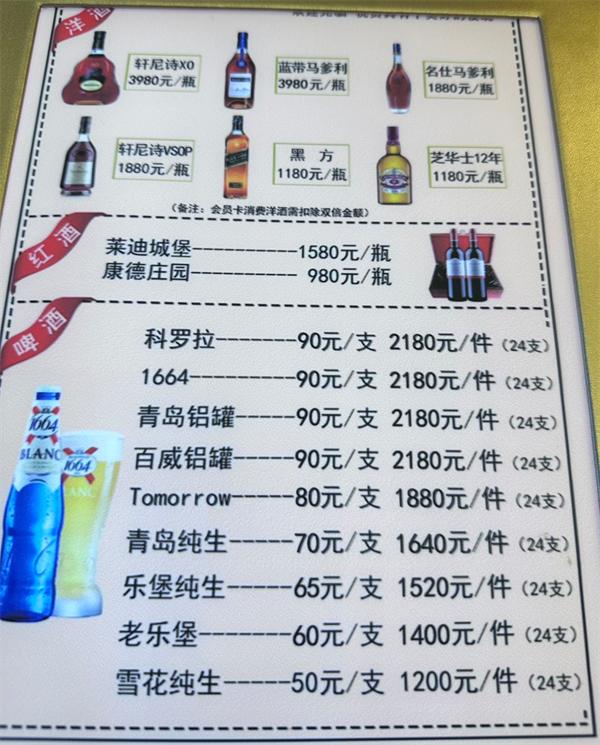 洋酒
轩尼诗XO
3980元/瓶
蓝带马爹利
3980元/瓶
名仕马爹利
1880元/瓶
轩尼诗VSOP
1880元/瓶
黑 方
1180元/瓶
芝华士12年
1180元/瓶
(备注：会员卡消费洋酒需扣除双倍金额)
红酒
莱迪城堡----------1580元/瓶
康德庄园---------- 980元/瓶
啤酒
科罗拉-------90元/支 2180元/件(24支)
1664---------90元/支 2180元/件(24支)
青岛铝罐-----90元/支 2180元/件(24支)
百威铝罐-----90元/支 2180元/件(24支)
Tomorrow-----80元/支 1880元/件(24支)
青岛纯生-----70元/支 1640元/件(24支)
乐堡纯生-----65元/支 1520元/件(24支)
老乐堡-------60元/支 1400元/件(24支)
雪花纯生-----50元/支 1200元/件(24支)
1664
BLANC
1664
BLANC